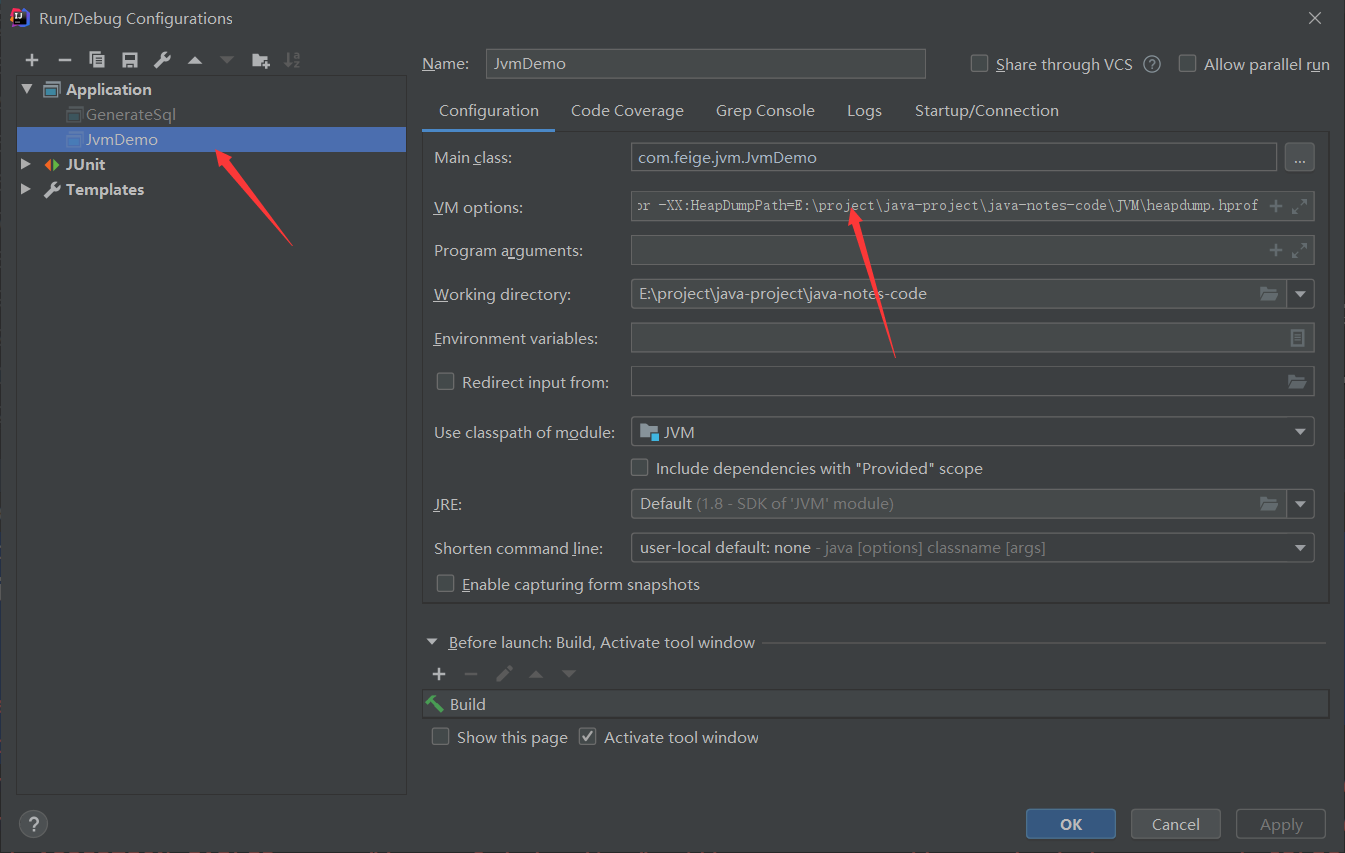 Run/Debug Configurations
Name: JvmDemo Share through VCS ? Allow parallel run
Application
GenerateSql
JvmDemo
JUnit
Templates
Configuration Code Coverage Grep Console Logs Startup/Connection
Main class: com.feige.jvm.JvmDemo ...
VM options: or -XX:HeapDumpPath=E:\project\java-project\java-notes-code\JVM\heapdump.hprof
Program arguments:
Working directory: E:\project\java-project\java-notes-code
Environment variables:
Redirect input from:
Use classpath of module: JVM
Include dependencies with "Provided" scope
JRE: Default (1.8 - SDK of 'JVM' module)
Shorten command line: user-local default: none - java [options] classname [args]
Enable capturing form snapshots
Before launch: Build, Activate tool window
Build
Show this page Activate tool window
? OK Cancel Apply